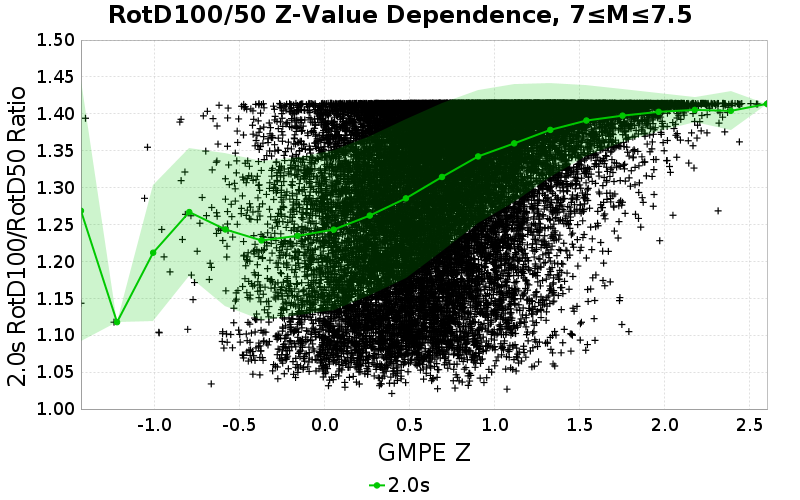 RotD100/50 Z-Value Dependence, 7≤M≤7.5
2.0s RotD100/RotD50 Ratio
1.50
1.45
1.40
1.35
1.30
1.25
1.20
1.15
1.10
1.05
1.00
-1.0 -0.5 0.0 0.5 1.0 1.5 2.0 2.5
GMPE Z
2.0s